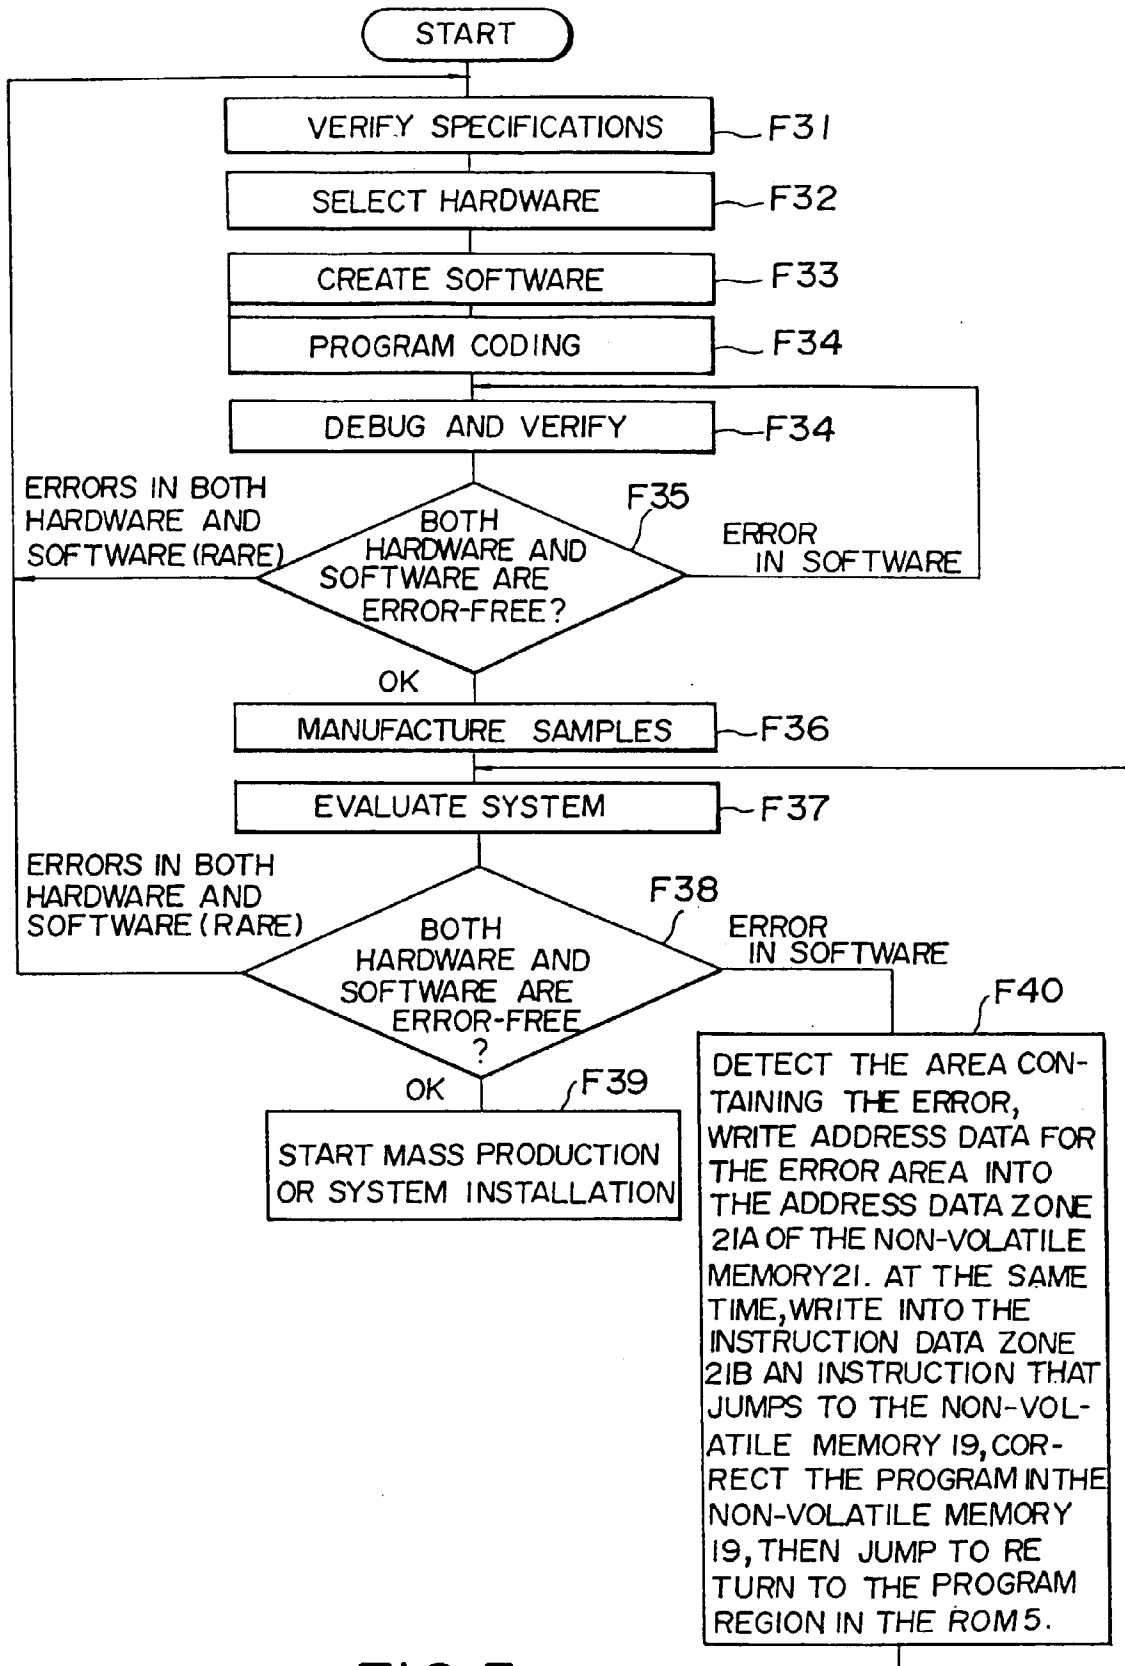 START
VERIFY SPECIFICATIONS
F31
SELECT HARDWARE
F32
CREATE SOFTWARE
F33
PROGRAM CODING
F34
DEBUG AND VERIFY
F34
ERRORS IN BOTH
HARDWARE AND
SOFTWARE (RARE)
F35
BOTH
HARDWARE AND
SOFTWARE ARE
ERROR-FREE?
ERROR
IN SOFTWARE
OK
MANUFACTURE SAMPLES
F36
EVALUATE SYSTEM
F37
ERRORS IN BOTH
HARDWARE AND
SOFTWARE (RARE)
F38
BOTH
HARDWARE AND
SOFTWARE ARE
ERROR-FREE
?
ERROR
IN SOFTWARE
OK
F39
START MASS PRODUCTION
OR SYSTEM INSTALLATION
F40
DETECT THE AREA CON-
TAINING THE ERROR,
WRITE ADDRESS DATA FOR
THE ERROR AREA INTO
THE ADDRESS DATA ZONE
21A OF THE NON-VOLATILE
MEMORY 21. AT THE SAME
TIME, WRITE INTO THE
INSTRUCTION DATA ZONE
21B AN INSTRUCTION THAT
JUMPS TO THE NON-VOL-
ATILE MEMORY 19, COR-
RECT THE PROGRAM IN THE
NON-VOLATILE MEMORY
19, THEN JUMP TO RE
TURN TO THE PROGRAM
REGION IN THE ROM 5.